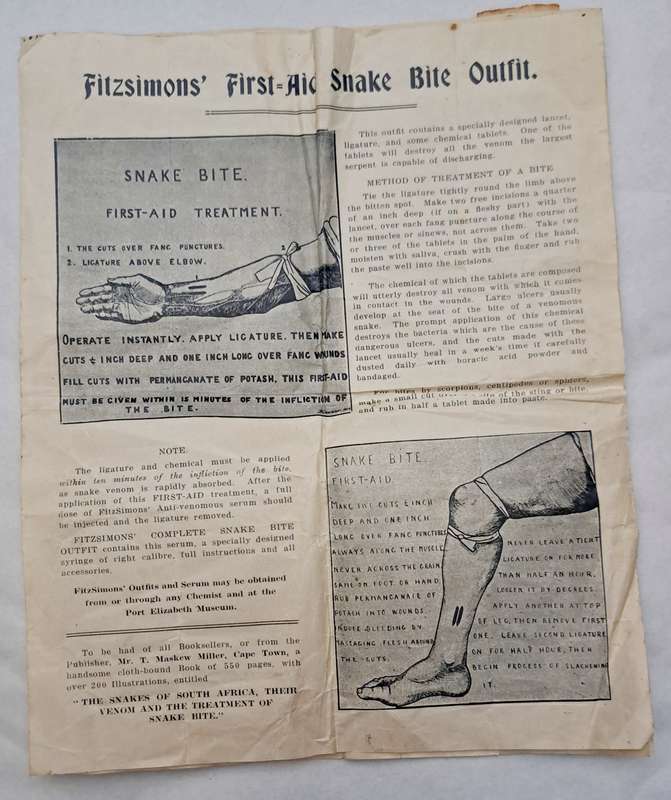 Fitzsimons' First-Aid Snake Bite Outfit.
SNAKE BITE.
FIRST-AID TREATMENT.
1. THE CUTS OVER FANG PUNCTURES.
2. LIGATURE ABOVE ELBOW.
OPERATE INSTANTLY. APPLY LIGATURE, THEN MAKE
CUTS ¼ INCH DEEP AND ONE INCH LONG OVER FANG WOUNDS
FILL CUTS WITH PERMANGANATE OF POTASH, THIS FIRST-AID
MUST BE GIVEN WITHIN 15 MINUTES OF THE INFLICTION OF
THE BITE.
This outfit contains a specially designed lancet,
ligature, and some chemical tablets. One of the
tablets will destroy all the venom the largest
serpent is capable of discharging.
METHOD OF TREATMENT OF A BITE
Tie the ligature tightly round the limb above
the bitten spot. Make two free incisions a quarter
of an inch deep (if on a fleshy part) with the
lancet, over each fang puncture along the course of
the muscles or sinews, not across them. Take two
or three of the tablets in the palm of the hand,
moisten with saliva, crush with the finger and rub
the paste well into the incisions.
The chemical of which the tablets are composed
will utterly destroy all venom with which it comes
in contact in the wounds. Large ulcers usually
develop at the seat of the bite of a venomous
snake. The prompt application of this chemical
destroys the bacteria which are the cause of these
dangerous ulcers, and the cuts made with the
lancet usually heal in a week's time if carefully
dusted daily with boracic acid powder and
bandaged.
For bites by scorpions, centipedes or spiders,
make a small cut site of the sting or bite,
and rub in half a tablet made into paste.
NOTE.
The ligature and chemical must be applied
within ten minutes of the infliction of the bite,
as snake venom is rapidly absorbed. After the
application of this FIRST-AID treatment, a full
dose of FitzSimons' Anti-venomous serum should
be injected and the ligature removed.
FITZSIMONS' COMPLETE SNAKE BITE
OUTFIT contains this serum, a specially designed
syringe of right calibre, full instructions and all
accessories.
FitzSimons' Outfits and Serum may be obtained
from or through any Chemist and at the
Port Elizabeth Museum.
To be had of all Booksellers, or from the
Publisher, Mr. T. Maskew Miller, Cape Town, a
handsome cloth-bound Book of 550 pages, with
over 200 Illustrations, entitled
"THE SNAKES OF SOUTH AFRICA, THEIR
VENOM AND THE TREATMENT OF
SNAKE BITE."
SNAKE BITE.
FIRST-AID.
MAKE TWO CUTS ¼ INCH
DEEP AND ONE INCH
LONG OVER FANG PUNCTURES
ALWAYS ALONG THE MUSCLE,
NEVER ACROSS THE GRAIN.
SAME ON FOOT OR HAND,
RUB PERMANGANATE OF
POTASH INTO WOUNDS.
INDUCE BLEEDING BY
MASSAGING FLESH AROUND
THE CUTS.
NEVER LEAVE A TIGHT
LIGATURE ON FOR MORE
THAN HALF AN HOUR.
LOOSEN IT BY DEGREES.
APPLY ANOTHER AT TOP
OF LEG, THEN REMOVE FIRST
ONE. LEAVE SECOND LIGATURE
ON FOR HALF HOUR, THEN
BEGIN PROCESS OF SLACKENING
IT.